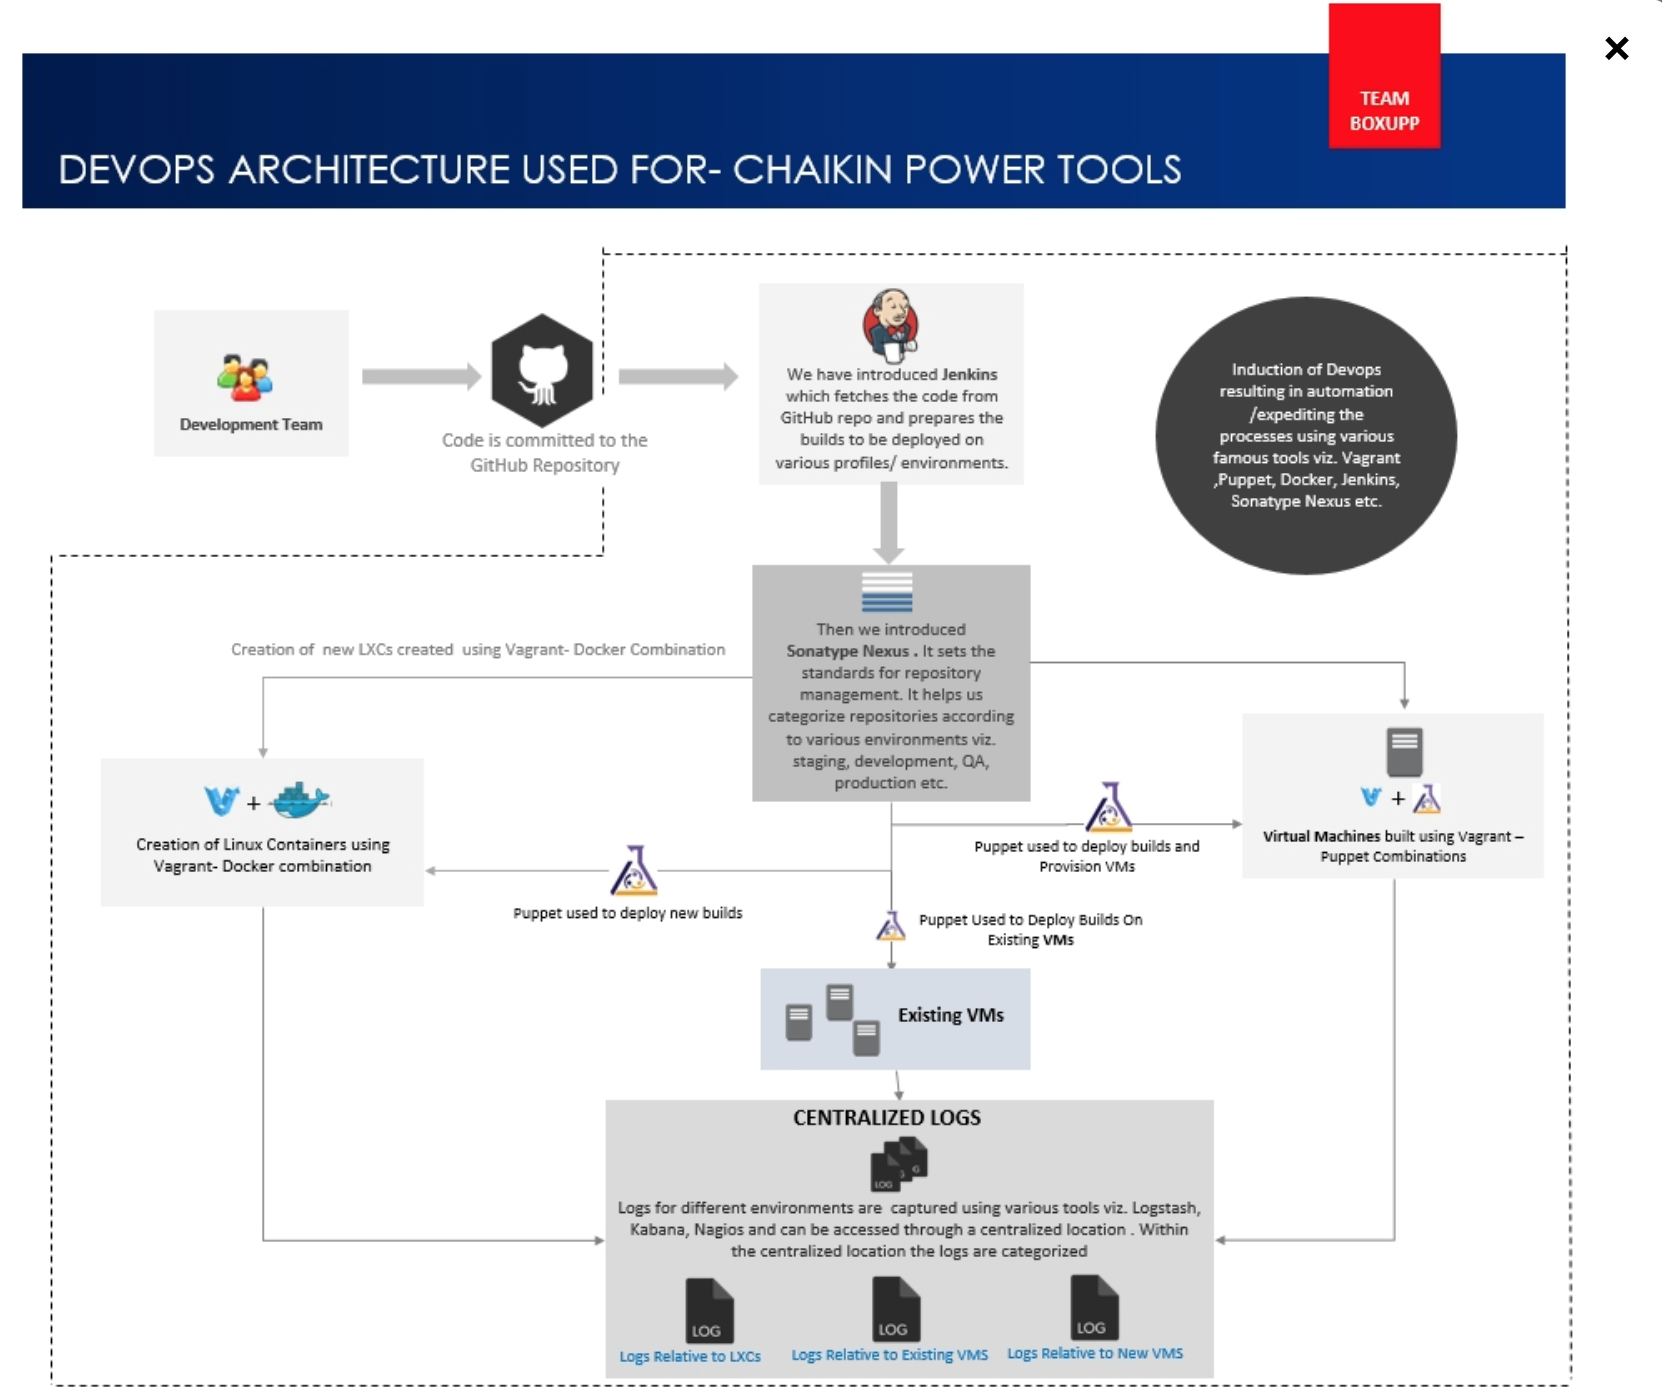 TEAM
BOXUPP
DEVOPS ARCHITECTURE USED FOR- CHAIKIN POWER TOOLS
Development Team
Code is committed to the
GitHub Repository
We have introduced Jenkins
which fetches the code from
GitHub repo and prepares the
builds to be deployed on
various profiles/ environments.
Induction of Devops
resulting in automation
/expediting the
processes using various
famous tools viz. Vagrant
,Puppet, Docker, Jenkins,
Sonatype Nexus etc.
Then we introduced
Sonatype Nexus . It sets the
standards for repository
management. It helps us
categorize repositories according
to various environments viz.
staging, development, QA,
production etc.
Creation of new LXCs created using Vagrant- Docker Combination
+
Creation of Linux Containers using
Vagrant- Docker combination
+
Virtual Machines built using Vagrant –
Puppet Combinations
Puppet used to deploy builds and
Provision VMs
Puppet used to deploy new builds
Puppet Used to Deploy Builds On
Existing VMs
Existing VMs
CENTRALIZED LOGS
LOG
G
G
Logs for different environments are captured using various tools viz. Logstash,
Kabana, Nagios and can be accessed through a centralized location . Within
the centralized location the logs are categorized
LOG
LOG
LOG
Logs Relative to LXCs
Logs Relative to Existing VMS
Logs Relative to New VMS